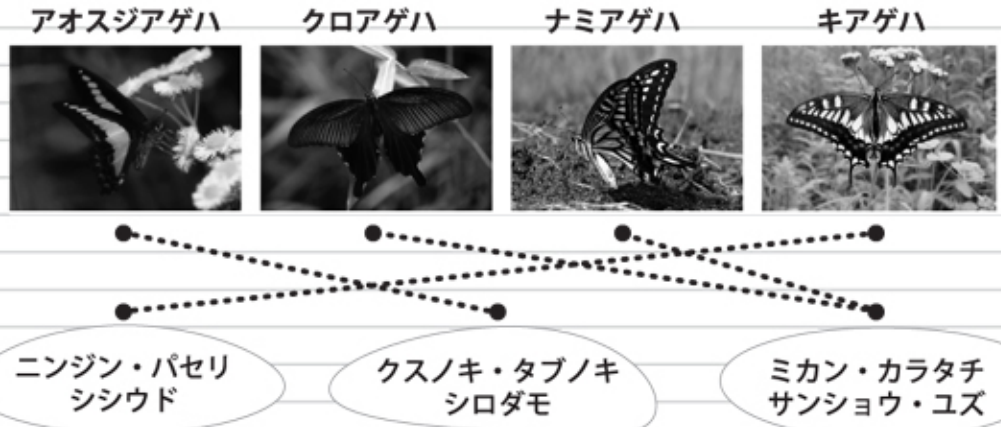 アオスジアゲハ
クロアゲハ
ナミアゲハ
キアゲハ
ニンジン・パセリ
シシウド
クスノキ・タブノキ
シロダモ
ミカン・カラタチ
サンショウ・ユズ